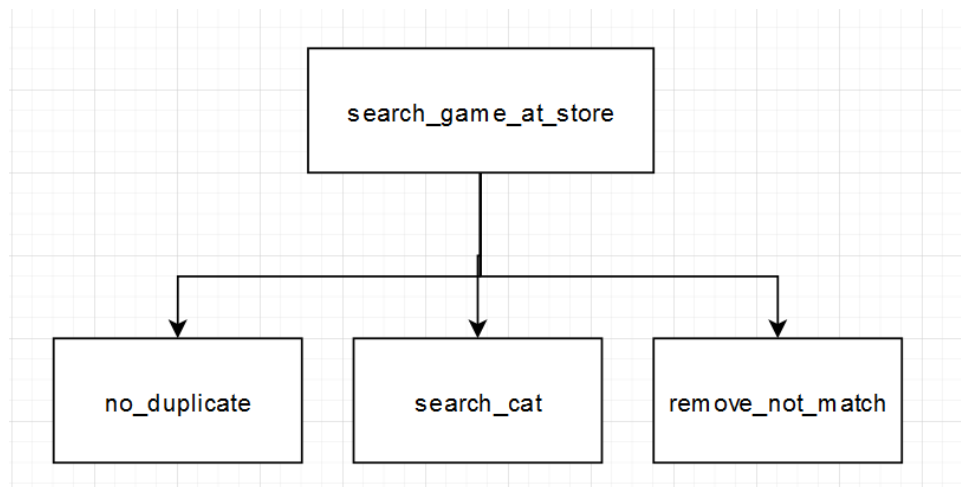 search_game_at_store
no_duplicate
search_cat
remove_not_match